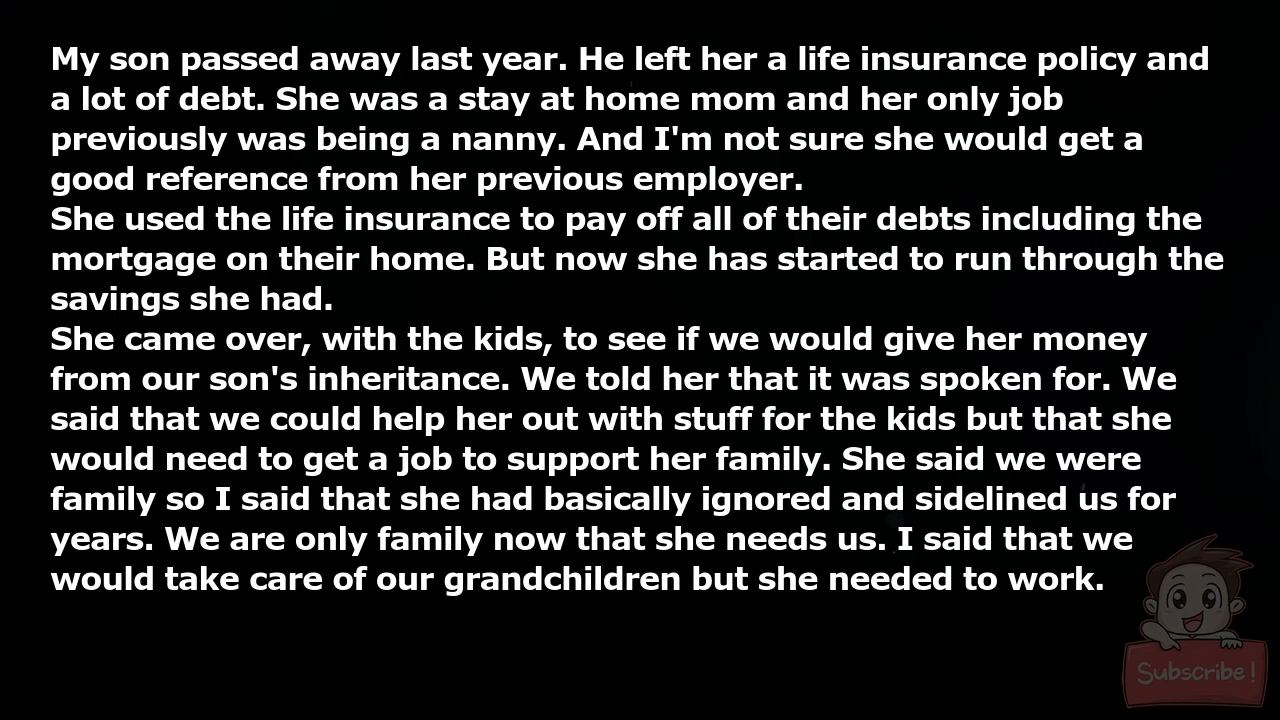 My son passed away last year. He left her a life insurance policy and
a lot of debt. She was a stay at home mom and her only job
previously was being a nanny. And I'm not sure she would get a
good reference from her previous employer.
She used the life insurance to pay off all of their debts including the
mortgage on their home. But now she has started to run through the
savings she had.
She came over, with the kids, to see if we would give her money
from our son's inheritance. We told her that it was spoken for. We
said that we could help her out with stuff for the kids but that she
would need to get a job to support her family. She said we were
family so I said that she had basically ignored and sidelined us for
years. We are only family now that she needs us. I said that we
would take care of our grandchildren but she needed to work.
Subscribe!